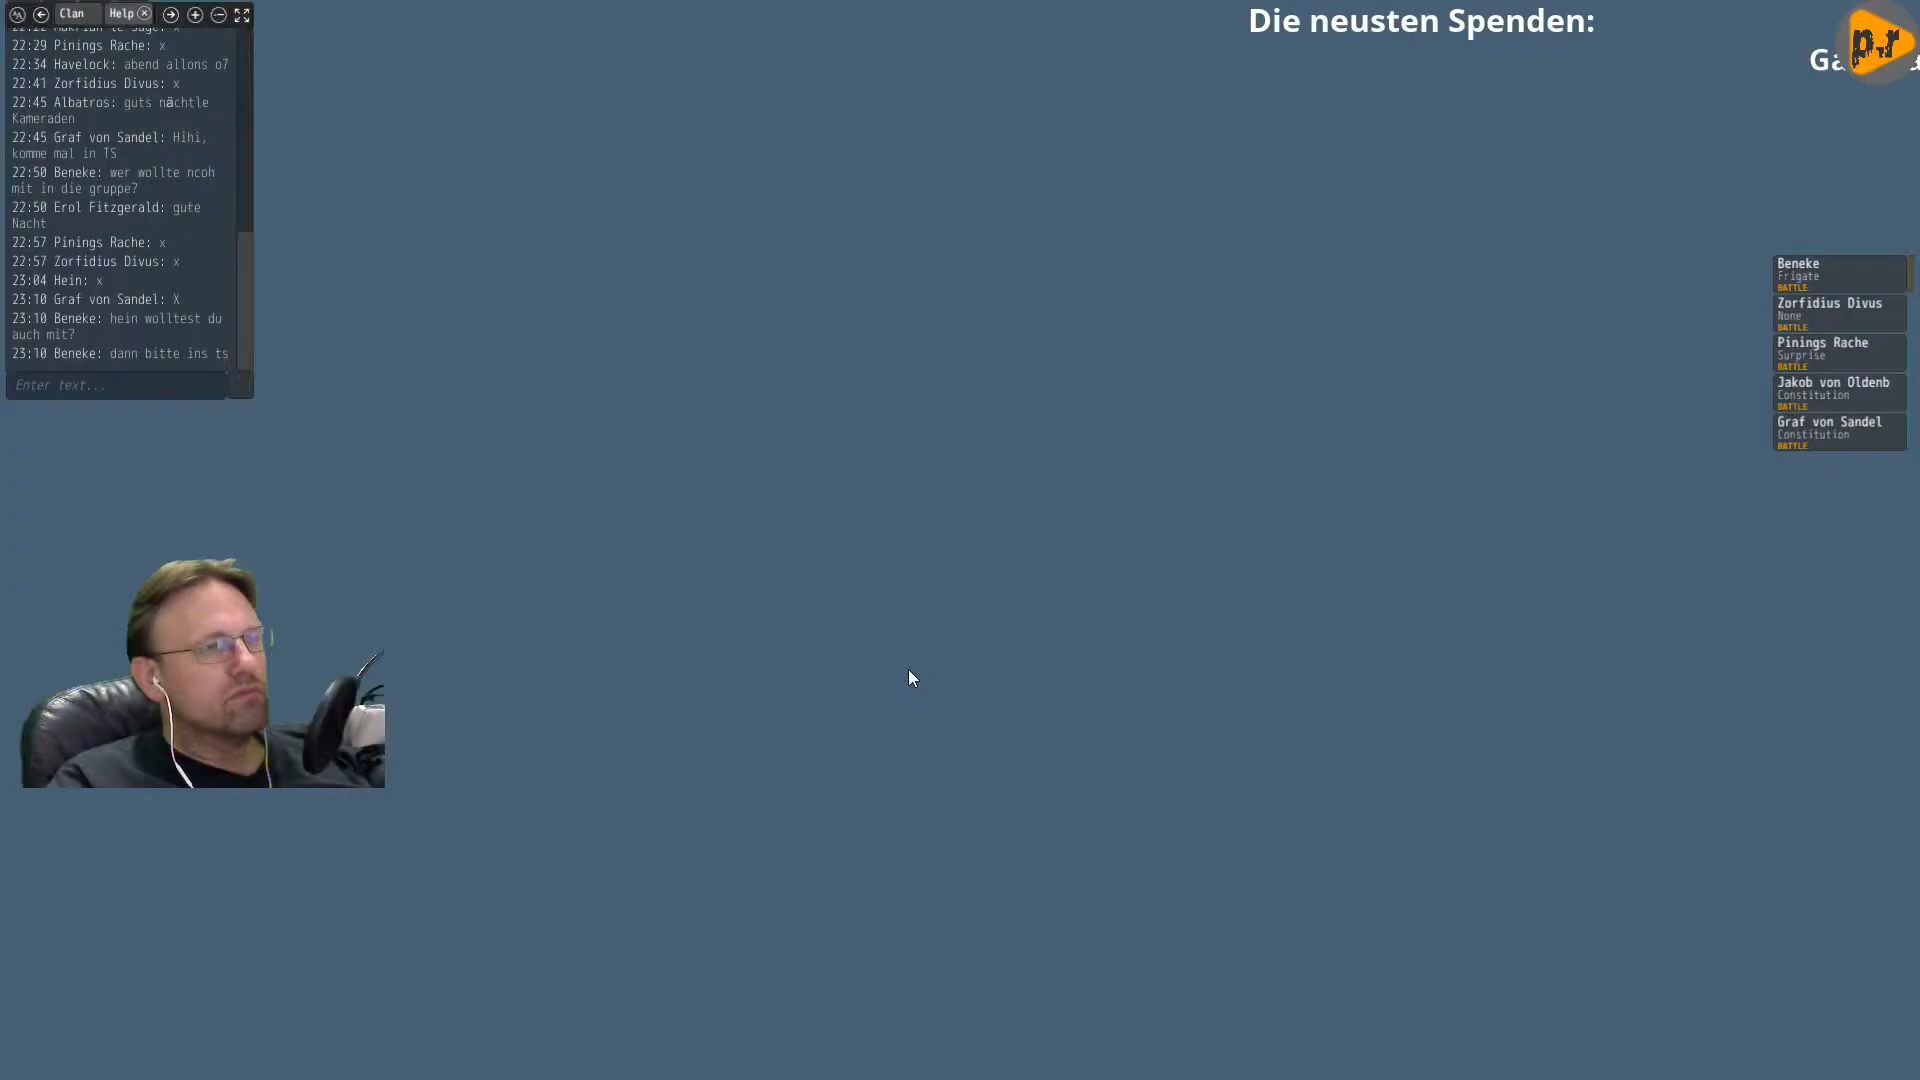 Clan
Help
22:29 Pinings Rache: x
22:34 Havelock: abend allons o7
22:41 Zorfidius Divus: x
22:45 Albatros: guts nächtle
Kameraden
22:45 Graf von Sandel: Hihi,
komme mal in TS
22:50 Beneke: wer wollte ncoh
mit in die gruppe?
22:50 Erol Fitzgerald: gute
Nacht
22:57 Pinings Rache: x
22:57 Zorfidius Divus: x
23:04 Hein: x
23:10 Graf von Sandel: X
23:10 Beneke: hein wolltest du
auch mit?
23:10 Beneke: dann bitte ins ts
Enter text...
Die neusten Spenden:
p.r
Beneke
Frigate
BATTLE
Zorfidius Divus
None
BATTLE
Pinings Rache
Surprise
BATTLE
Jakob von Oldenb
Constitution
BATTLE
Graf von Sandel
Constitution
BATTLE